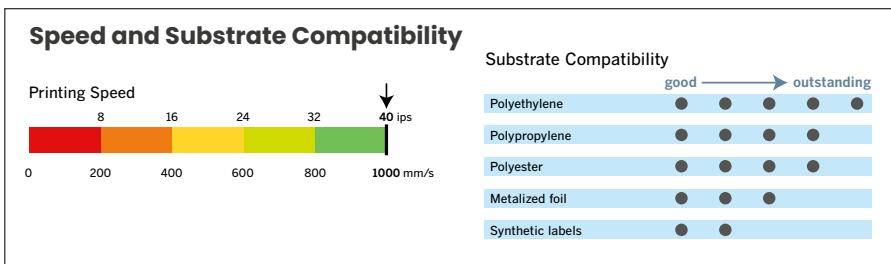 Speed and Substrate Compatibility
Printing Speed
8 16 24 32 40 ips
0 200 400 600 800 1000 mm/s
Substrate Compatibility
good outstanding
Polyethylene
Polypropylene
Polyester
Metalized foil
Synthetic labels